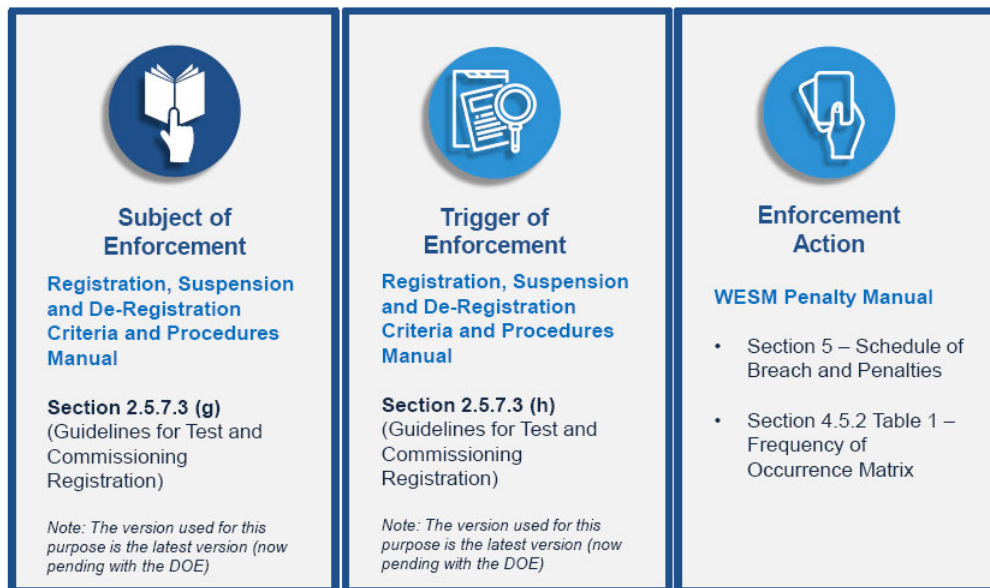 Subject of
Enforcement
Registration, Suspension
and De-Registration
Criteria and Procedures
Manual
Section 2.5.7.3 (g)
(Guidelines for Test and
Commissioning
Registration)
Note: The version used for this
purpose is the latest version (now
pending with the DOE)
Trigger of
Enforcement
Registration, Suspension
and De-Registration
Criteria and Procedures
Manual
Section 2.5.7.3 (h)
(Guidelines for Test and
Commissioning
Registration)
Note: The version used for this
purpose is the latest version (now
pending with the DOE)
Enforcement
Action
WESM Penalty Manual
• Section 5 – Schedule of
Breach and Penalties
• Section 4.5.2 Table 1 –
Frequency of
Occurrence Matrix